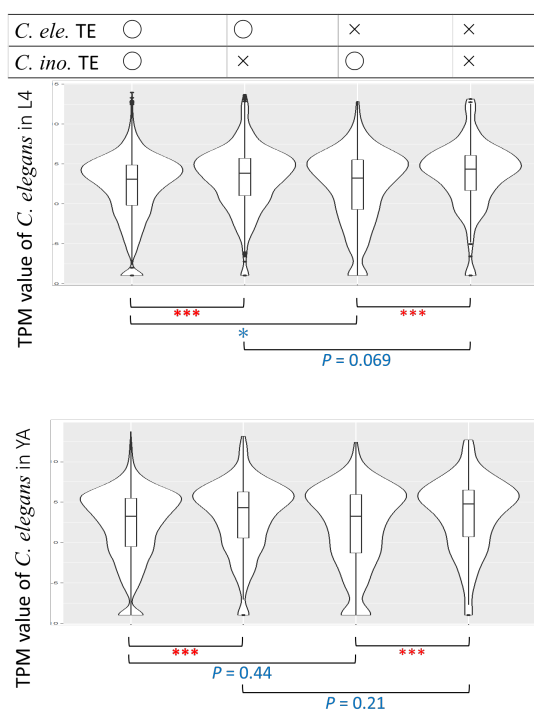 C. ele. TE ○ ○ × ×
C. ino. TE ○ × ○ ×
TPM value of C. elegans in L4
*** ***
*
P = 0.069
TPM value of C. elegans in YA
*** ***
P = 0.44
P = 0.21